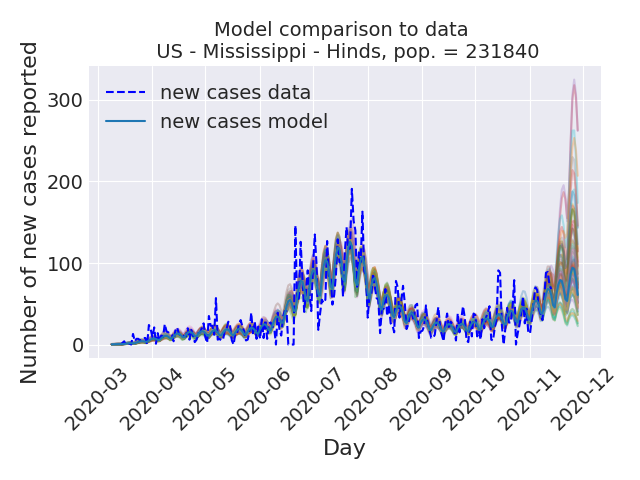 Model comparison to data
US - Mississippi - Hinds, pop. = 231840
Number of new cases reported
300
200
100
0
new cases data
new cases model
2020-03
2020-04
2020-05
2020-06
2020-07
2020-08
2020-09
2020-10
2020-11
2020-12
Day